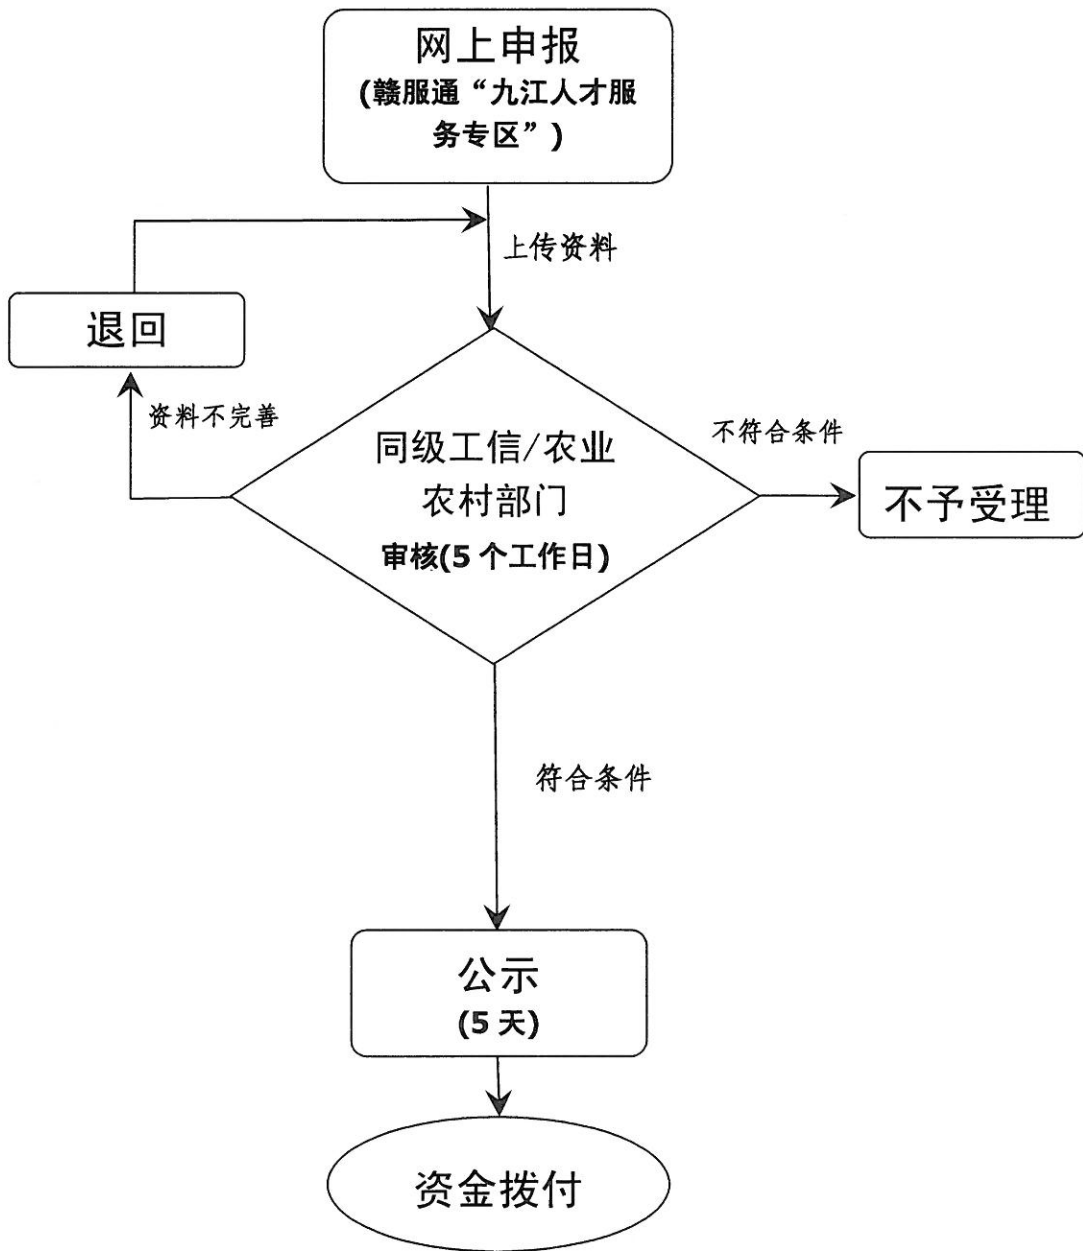 网上申报
(赣服通“九江人才服
务专区”)
上传资料
退回
资料不完善
同级工信/农业
农村部门
审核(5个工作日)
不符合条件
不予受理
符合条件
公示
(5天)
资金拨付